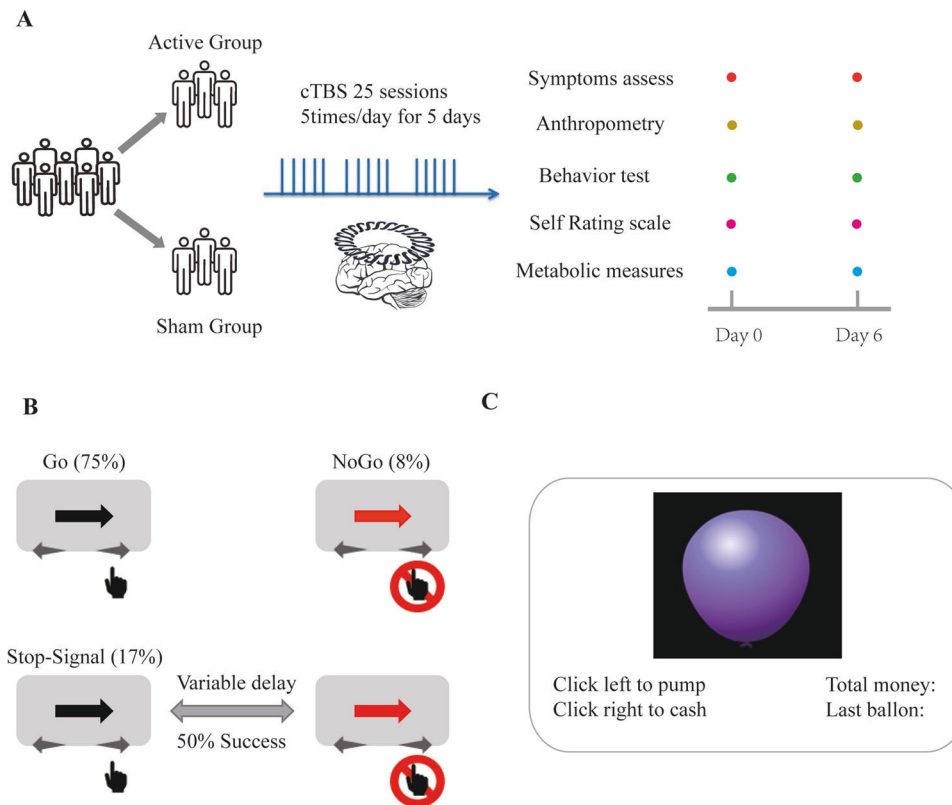 A
Active Group
Sham Group
cTBS 25 sessions
5times/day for 5 days
Symptoms assess
Anthropometry
Behavior test
Self Rating scale
Metabolic measures
Day 0
Day 6
B
Go (75%)
NoGo (8%)
Stop-Signal (17%)
Variable delay
50% Success
C
Click left to pump
Click right to cash
Total money:
Last ballon: